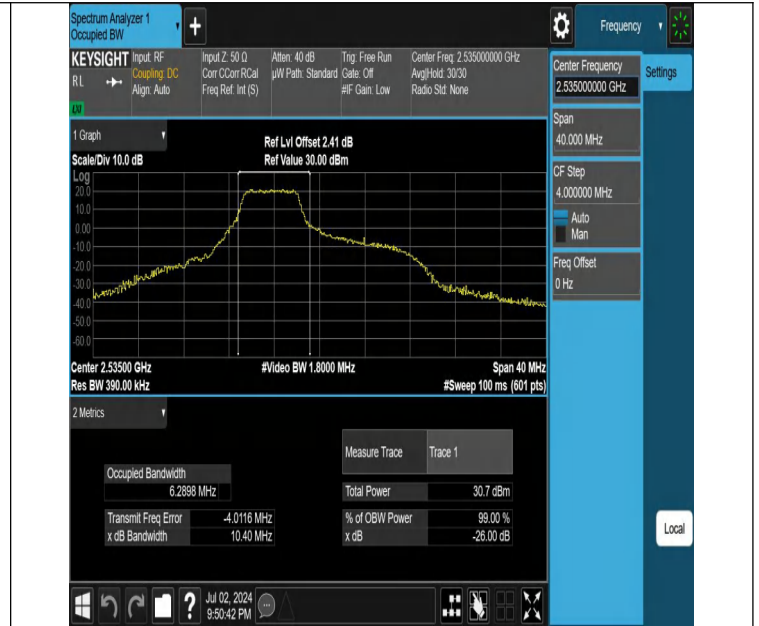 Spectrum Analyzer 1
Occupied BW
+
Frequency
KEYSIGHT Input: RF Input Z: 50 Ω Atten: 40 dB Trig: Free Run Center Freq: 2.535000000 GHz
RL Coupling: DC Corr CCorr RCal µW Path: Standard Gate: Off Avg|Hold: 30/30
Align: Auto Freq Ref: Int (S) #IF Gain: Low Radio Std: None
LXI
Center Frequency
2.535000000 GHz
Settings
Span
40.000 MHz
CF Step
4.000000 MHz
Auto
Man
Freq Offset
0 Hz
Local
1 Graph
Ref Lvl Offset 2.41 dB
Scale/Div 10.0 dB Ref Value 30.00 dBm
Log
20.0
10.0
0.00
-10.0
-20.0
-30.0
-40.0
-50.0
-60.0
Center 2.53500 GHz #Video BW 1.8000 MHz Span 40 MHz
Res BW 390.00 kHz #Sweep 100 ms (601 pts)
2 Metrics
Measure Trace Trace 1
Occupied Bandwidth
6.2898 MHz
Total Power 30.7 dBm
Transmit Freq Error -4.0116 MHz % of OBW Power 99.00 %
x dB Bandwidth 10.40 MHz x dB -26.00 dB
? Jul 02, 2024
9:50:42 PM